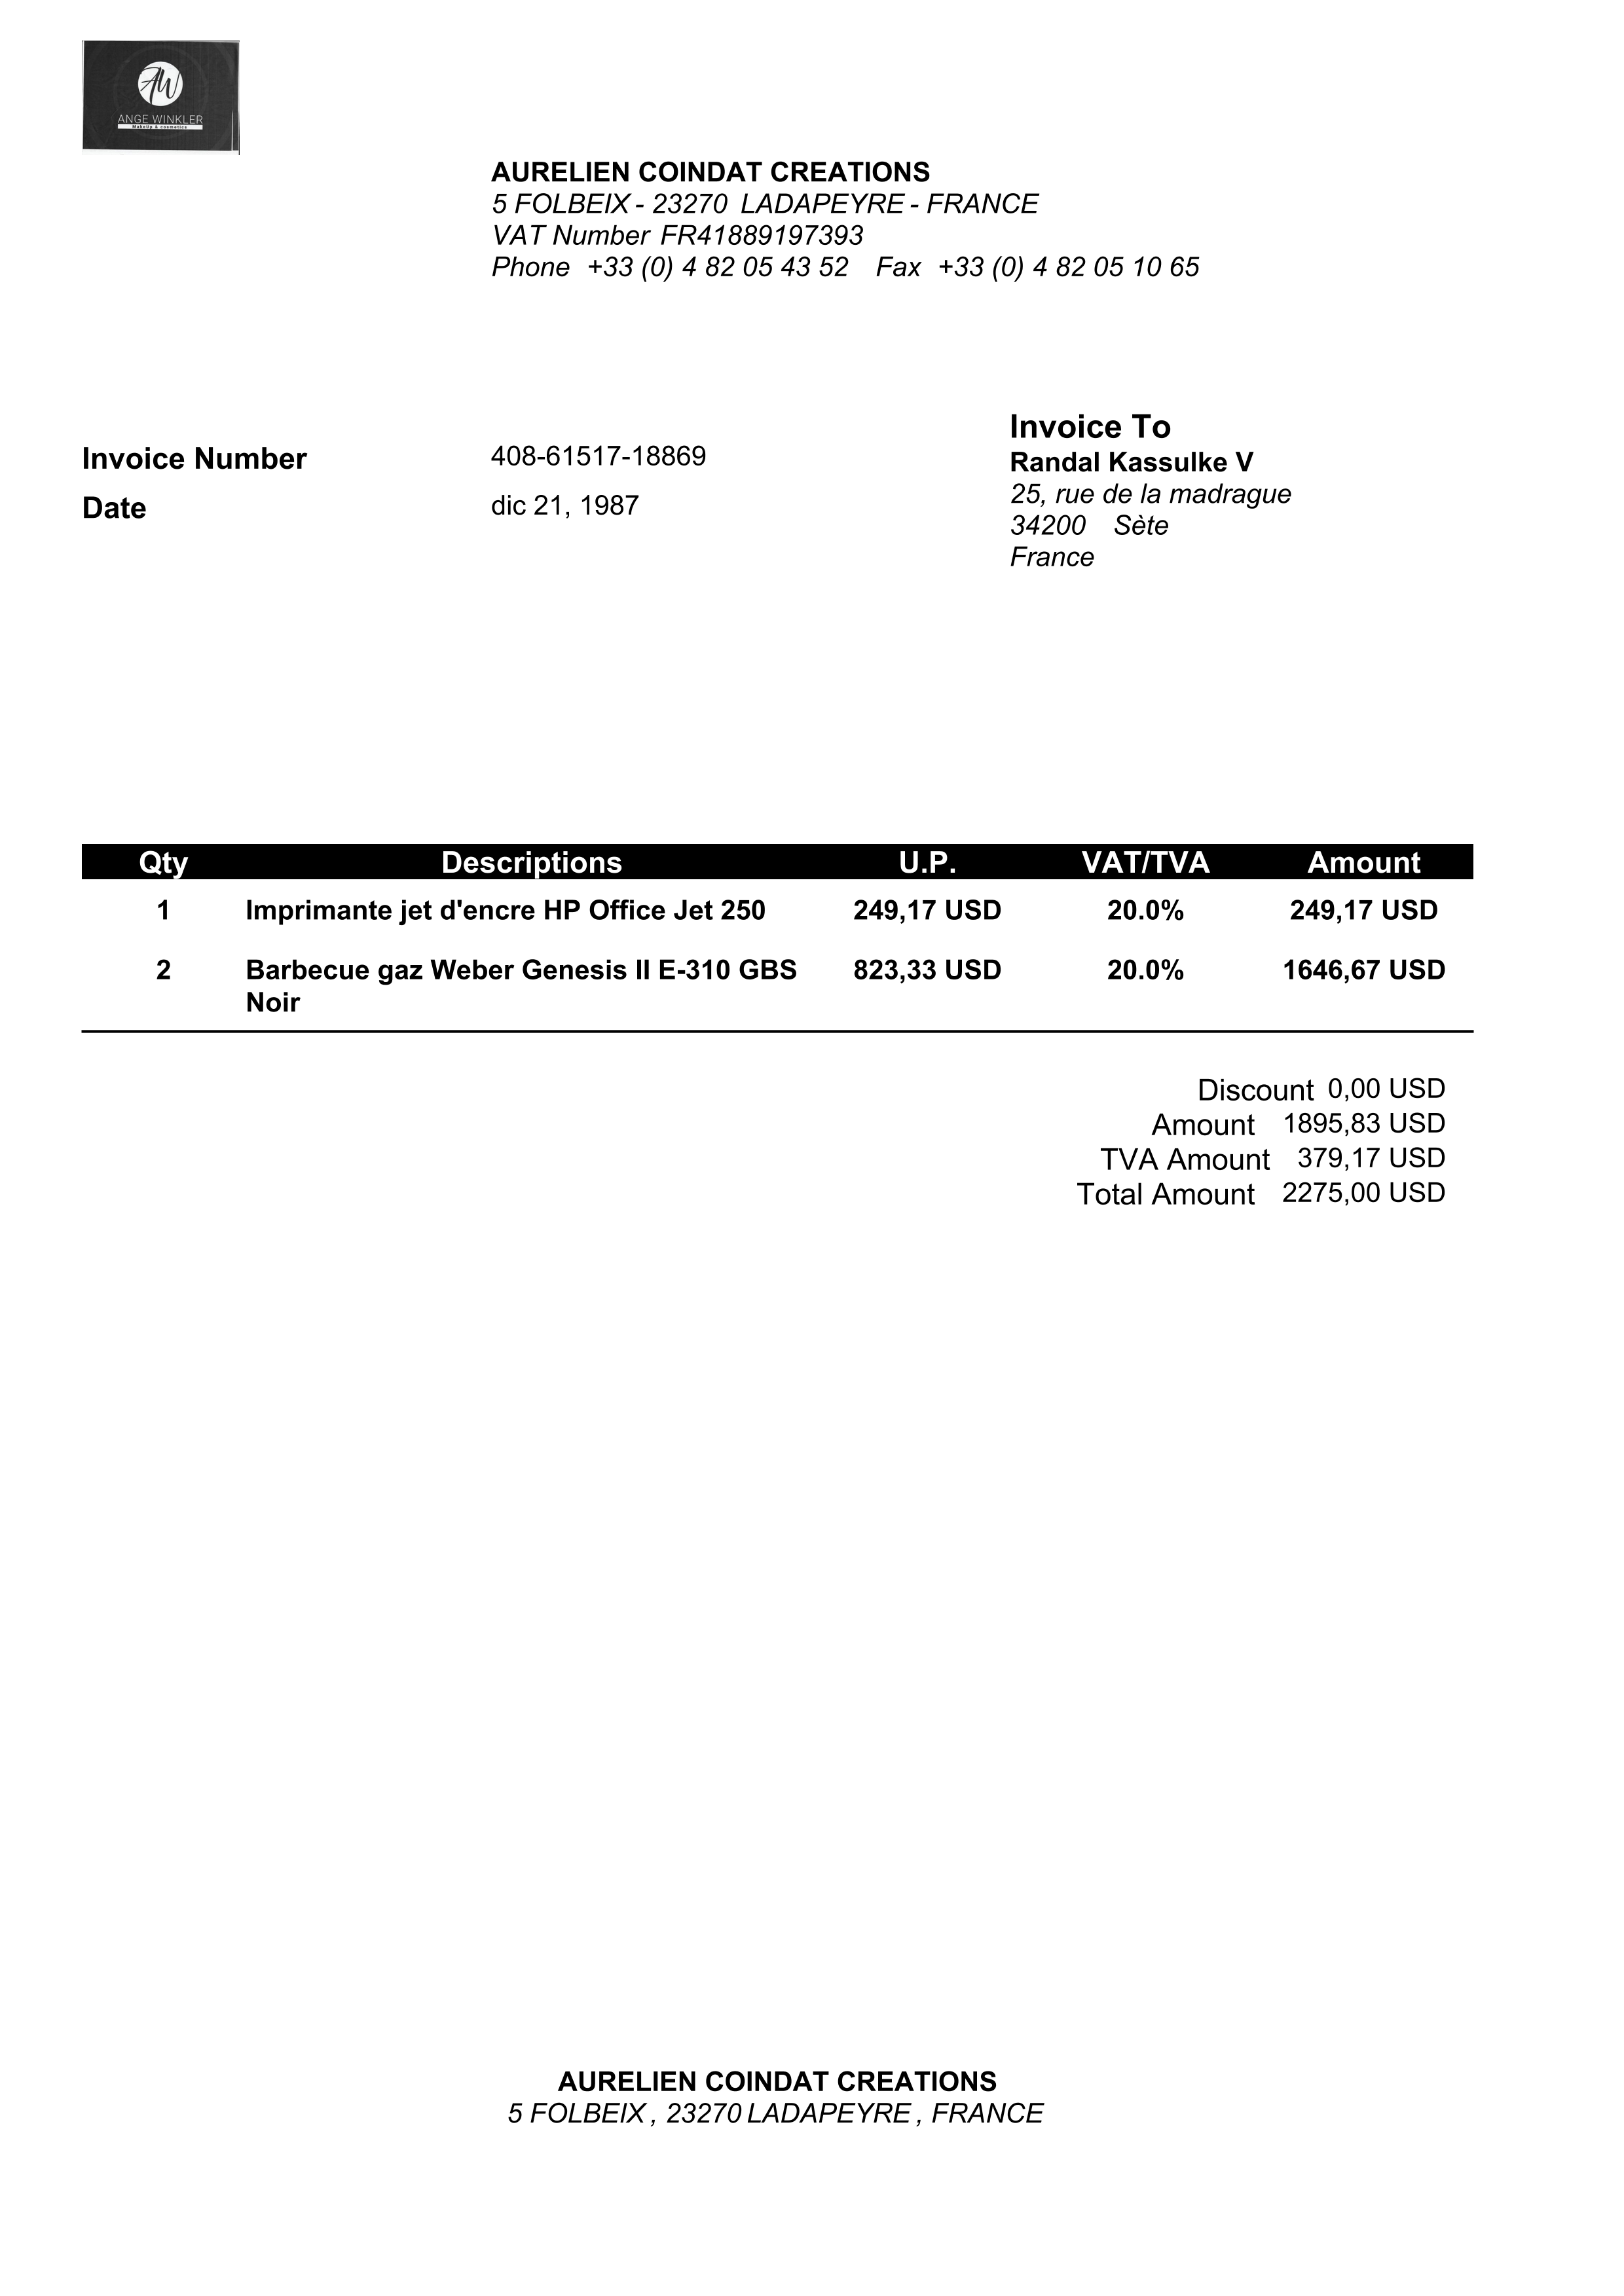 AW
ANGE WINKLER
MakeUp & cosmetics
AURELIEN COINDAT CREATIONS
5 FOLBEIX - 23270 LADAPEYRE - FRANCE
VAT Number FR41889197393
Phone +33 (0) 4 82 05 43 52 Fax +33 (0) 4 82 05 10 65
Invoice Number 408-61517-18869
Date dic 21, 1987
Invoice To
Randal Kassulke V
25, rue de la madrague
34200 Sète
France
Qty Descriptions U.P. VAT/TVA Amount
1 Imprimante jet d'encre HP Office Jet 250 249,17 USD 20.0% 249,17 USD
2 Barbecue gaz Weber Genesis II E-310 GBS 823,33 USD 20.0% 1646,67 USD
Noir
Discount 0,00 USD
Amount 1895,83 USD
TVA Amount 379,17 USD
Total Amount 2275,00 USD
AURELIEN COINDAT CREATIONS
5 FOLBEIX , 23270 LADAPEYRE , FRANCE